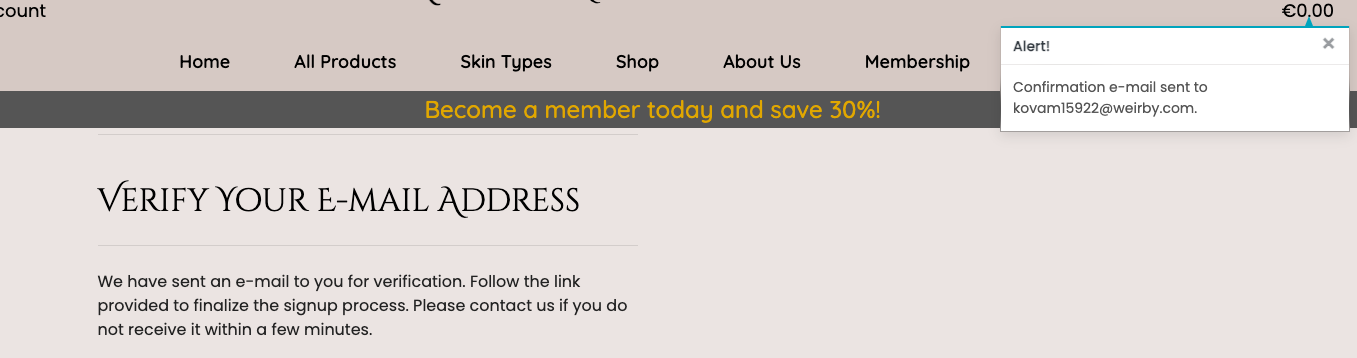 count
€0.00
Home All Products Skin Types Shop About Us Membership
Alert!
Confirmation e-mail sent to
kovam15922@weirby.com.
Become a member today and save 30%!
Verify Your E-mail Address
We have sent an e-mail to you for verification. Follow the link
provided to finalize the signup process. Please contact us if you do
not receive it within a few minutes.